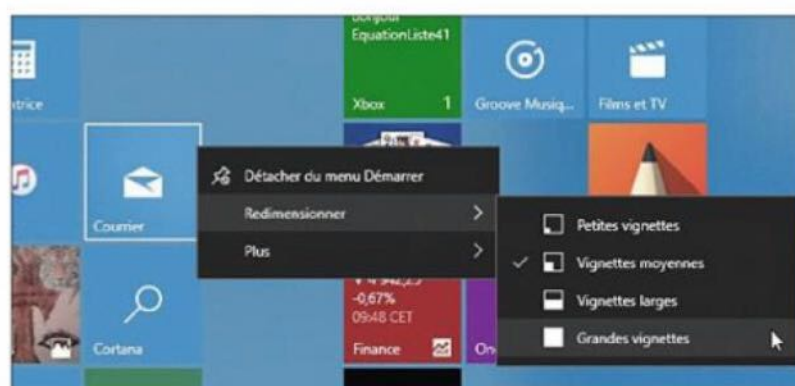 EquationListe41
Xbox 1
Groove Musiq...
Films et TV
Courrier
Détacher du menu Démarrer
Redimensionner
Plus
Petites vignettes
Vignettes moyennes
Vignettes larges
Grandes vignettes
-0,67%
09:48 CET
Finance
Cortana